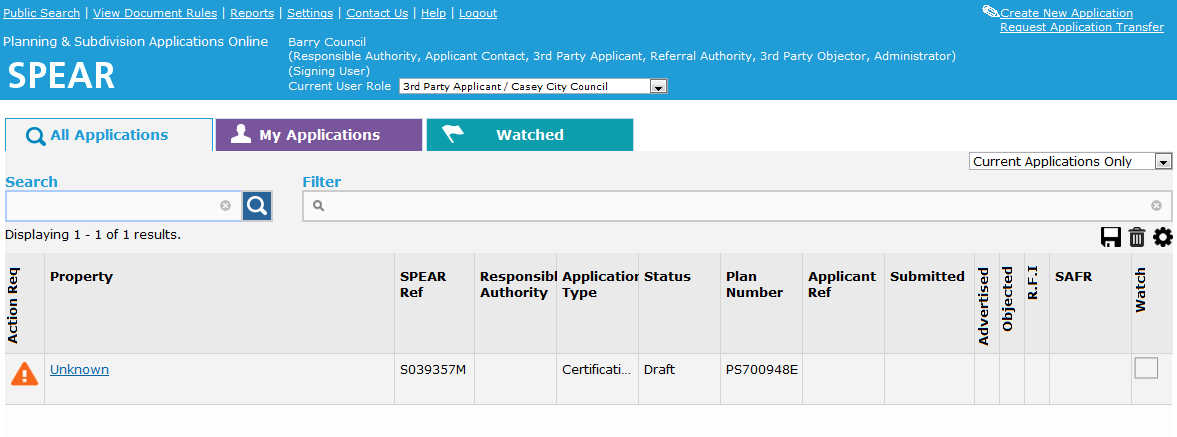 Public Search | View Document Rules | Reports | Settings | Contact Us | Help | Logout
Create New Application
Request Application Transfer
Planning & Subdivision Applications Online
SPEAR
Barry Council
(Responsible Authority, Applicant Contact, 3rd Party Applicant, Referral Authority, 3rd Party Objector, Administrator)
(Signing User)
Current User Role 3rd Party Applicant / Casey City Council
All Applications My Applications Watched
Current Applications Only
Search Filter
Displaying 1 - 1 of 1 results.
Action Req Property SPEAR Ref Responsibl Authority Application Type Status Plan Number Applicant Ref Submitted Advertised Objected R.F.I SAFR Watch
Unknown S039357M Certificati... Draft PS700948E